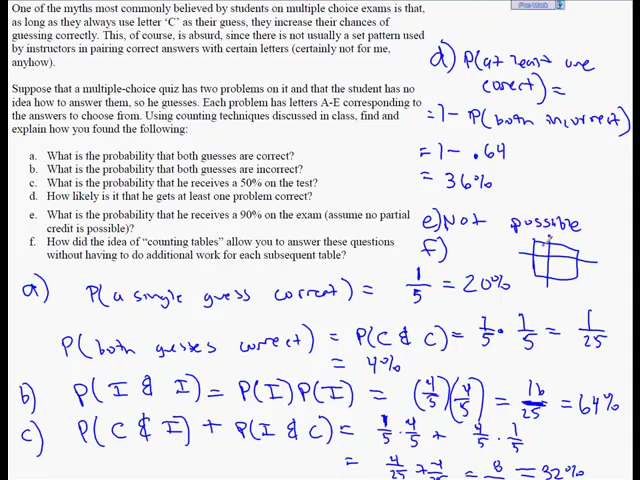 One of the myths most commonly believed by students on multiple choice exams is that,
as long as they always use letter ‘C’ as their guess, they increase their chances of
guessing correctly. This, of course, is absurd, since there is not usually a set pattern used
by instructors in pairing correct answers with certain letters (certainly not for me,
anyhow).
Suppose that a multiple-choice quiz has two problems on it and that the student has no
idea how to answer them, so he guesses. Each problem has letters A-E corresponding to
the answers to choose from. Using counting techniques discussed in class, find and
explain how you found the following:
a. What is the probability that both guesses are correct?
b. What is the probability that both guesses are incorrect?
c. What is the probability that he receives a 50% on the test?
d. How likely is it that he gets at least one problem correct?
e. What is the probability that he receives a 90% on the exam (assume no partial
credit is possible)?
f. How did the idea of “counting tables” allow you to answer these questions
without having to do additional work for each subsequent table?
d) P(at least one
correct) =
= 1 - P(both incorrect)
= 1 - .64
= 36%
e) Not possible
f)
a) P(a single guess correct) = 1/5 = 20%
P(both guesses correct) = P(C & C) = 1/5 · 1/5 = 1/25
= 4%
b) P(I & I) = P(I)P(I) = (4/5)(4/5) = 16/25 = 64%
c) P(C & I) + P(I & C) = 1/5 · 4/5 + 4/5 · 1/5
= 4/25 + 4/25 = 8 = 32%